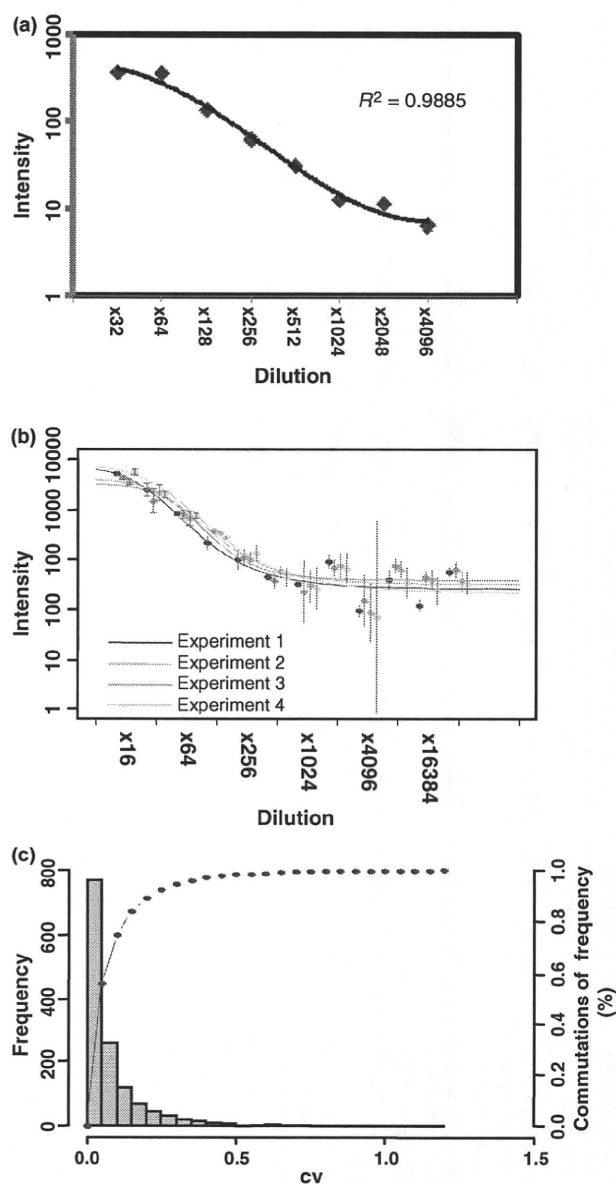 (a)
1000
100
10
1
Intensity
R² = 0.9885
x32
x64
x128
x256
x512
x1024
x2048
x4096
Dilution
(b)
10000
1000
100
10
1
Intensity
Experiment 1
Experiment 2
Experiment 3
Experiment 4
x16
x64
x256
x1024
x4096
x16384
Dilution
(c)
800
600
400
200
0
Frequency
1.0
0.8
0.6
0.4
0.2
0.0
Commutations of frequency
(%)
0.0
0.5
1.0
1.5
cv